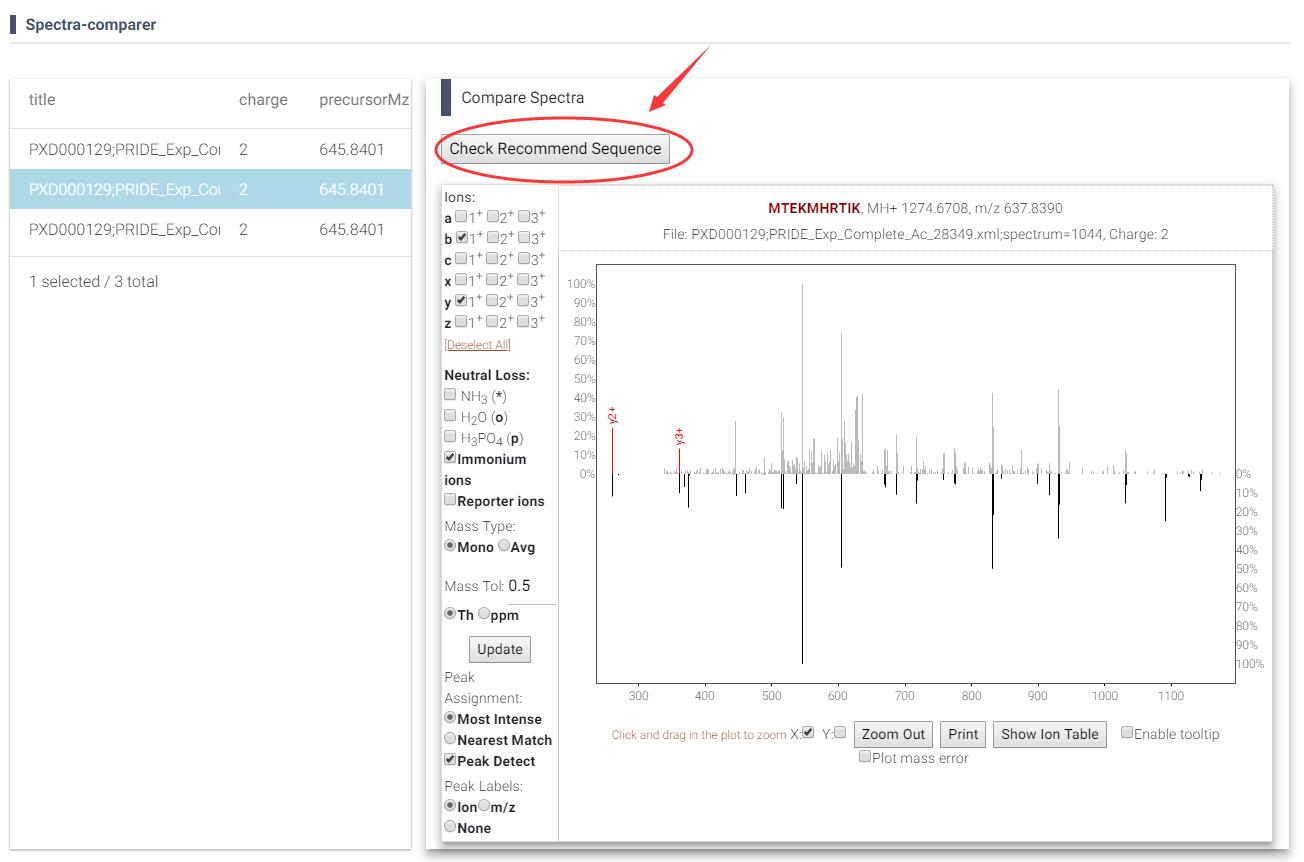 Spectra-comparer
title charge precursorMz
PXD000129;PRIDE_Exp_Co 2 645.8401
PXD000129;PRIDE_Exp_Co 2 645.8401
PXD000129;PRIDE_Exp_Co 2 645.8401
1 selected / 3 total
Compare Spectra
Check Recommend Sequence
Ions:
a 1+ 2+ 3+
b 1+ 2+ 3+
c 1+ 2+ 3+
x 1+ 2+ 3+
y 1+ 2+ 3+
z 1+ 2+ 3+
[Deselect All]
Neutral Loss:
NH3 (*)
H2O (o)
H3PO4 (p)
Immonium
ions
Reporter ions
Mass Type:
Mono Avg
Mass Tol: 0.5
Th ppm
Update
Peak
Assignment:
Most Intense
Nearest Match
Peak Detect
Peak Labels:
Ion m/z
None
MTEKMHRTIK, MH+ 1274.6708, m/z 637.8390
File: PXD000129;PRIDE_Exp_Complete_Ac_28349.xml;spectrum=1044, Charge: 2
100%
90%
80%
70%
60%
50%
40%
30%
20%
10%
0%
y2+
y3+
0%
10%
20%
30%
40%
50%
60%
70%
80%
90%
100%
300 400 500 600 700 800 900 1000 1100
Click and drag in the plot to zoom X: Y: Zoom Out Print Show Ion Table Enable tooltip
Plot mass error